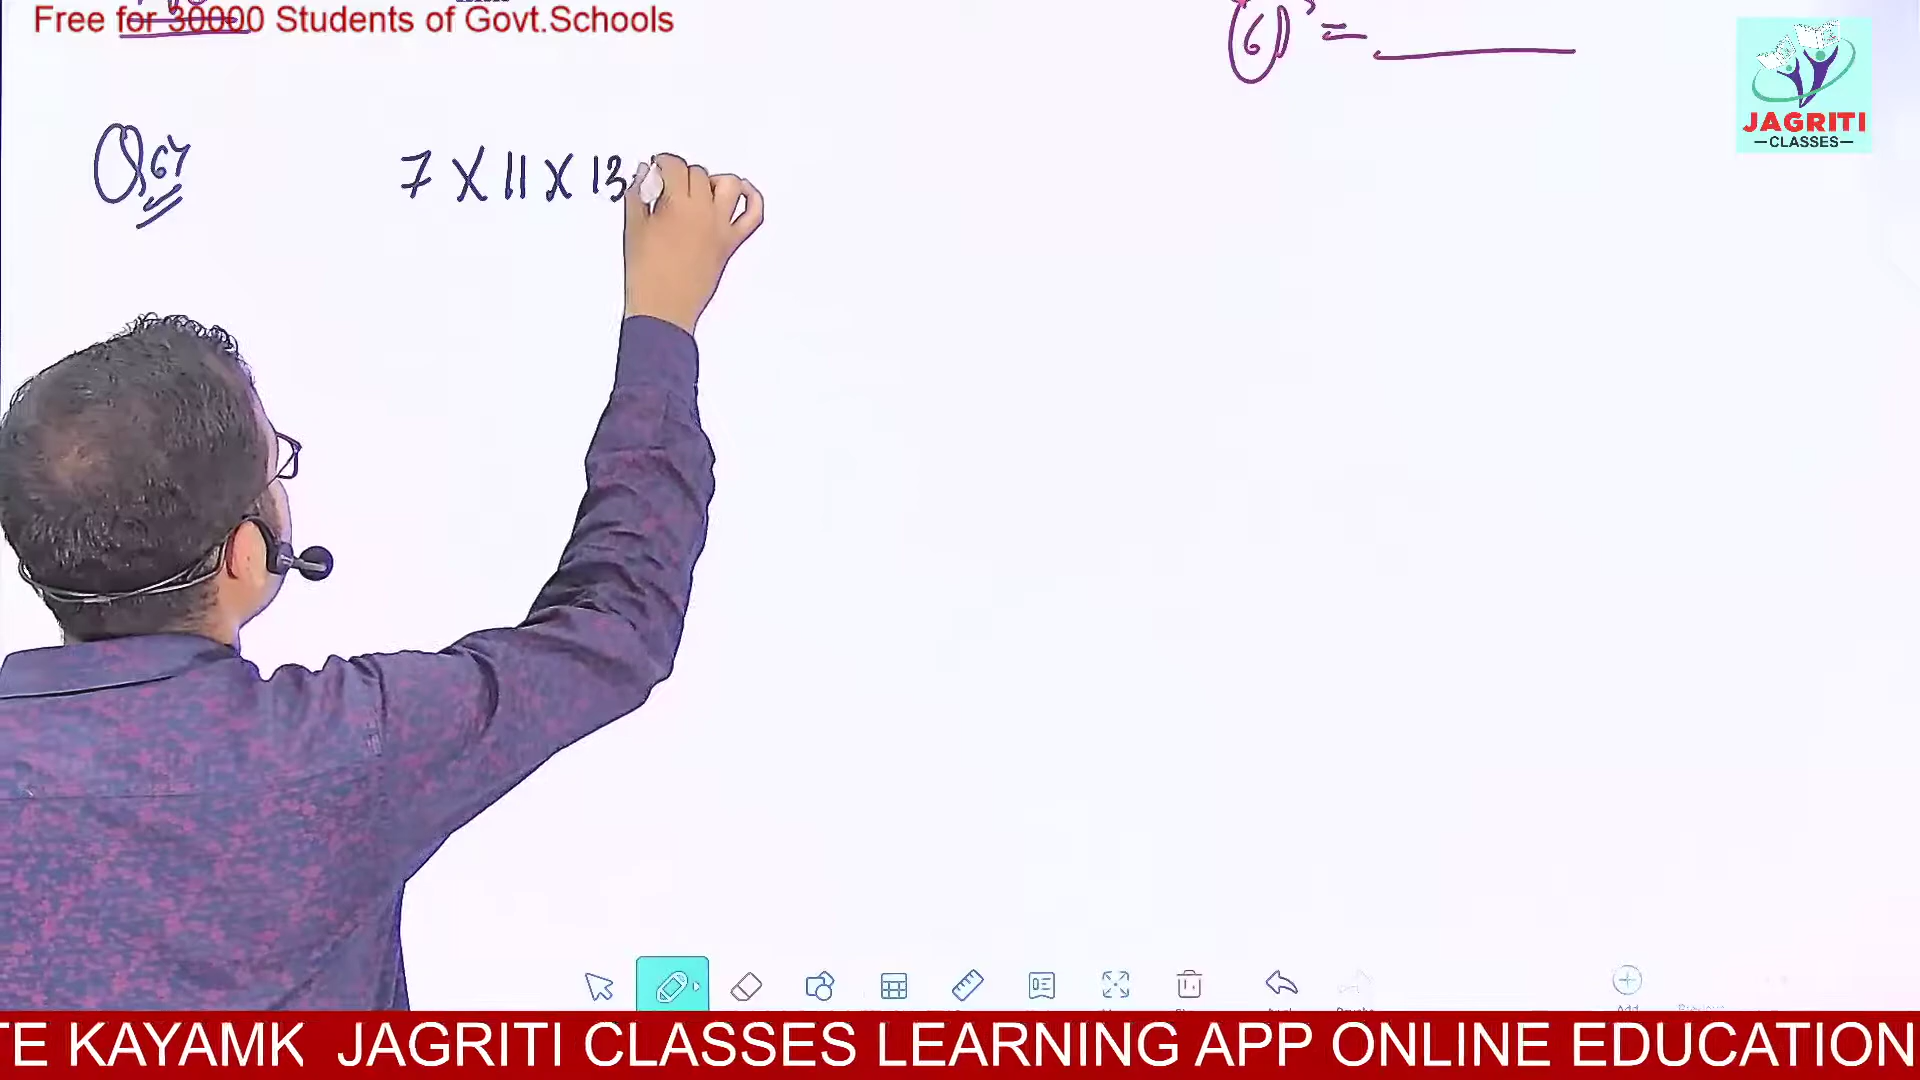 Free for 30000 Students of Govt.Schools
(6)³ =
JAGRITI
CLASSES
Q67
7 X 11 X 13
TE KAYAMK JAGRITI CLASSES LEARNING APP ONLINE EDUCATION